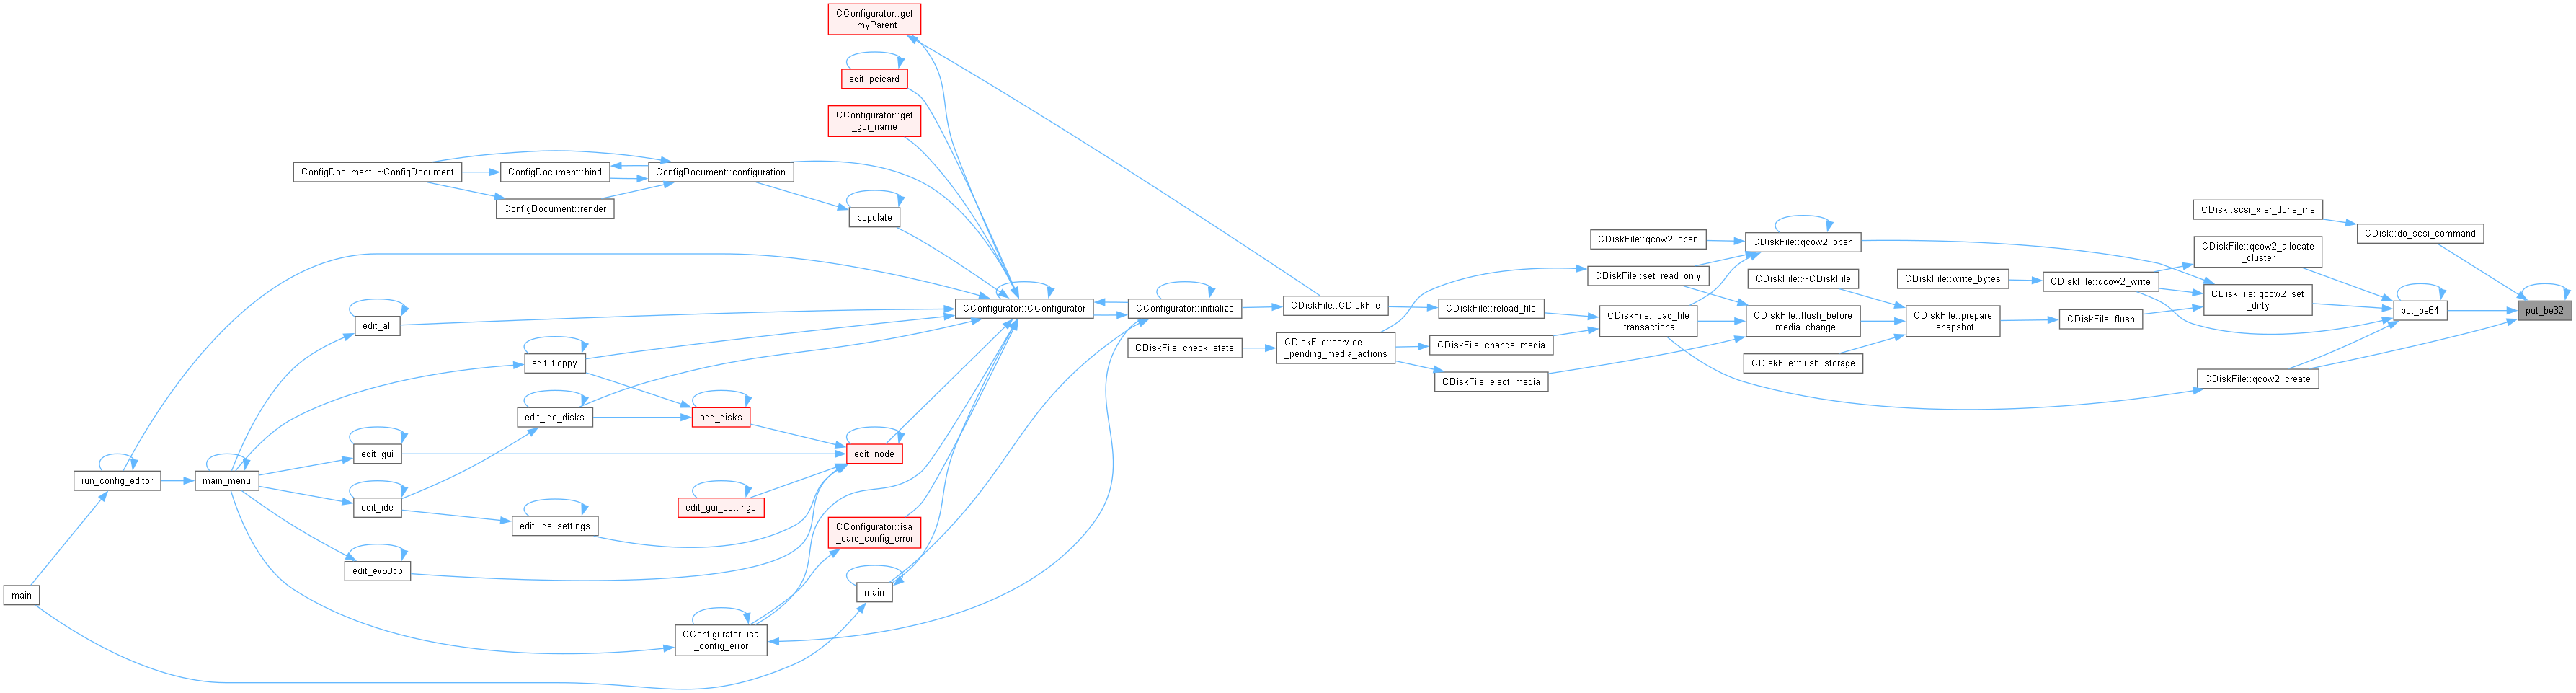 CConfigurator::get
_myParent
edit_pcicard
CConfigurator::get
_gui_name
ConfigDocument::~ConfigDocument
ConfigDocument::bind
ConfigDocument::configuration
ConfigDocument::render
populate
CConfigurator::CConfigurator
CConfigurator::initialize
edit_ali
edit_floppy
edit_ide_disks
add_disks
edit_gui
edit_node
run_config_editor
main_menu
edit_ide
edit_gui_settings
edit_ide_settings
CConfigurator::isa
_card_config_error
edit_ev68cb
main
main
CConfigurator::isa
_config_error
CDiskFile::CDiskFile
CDiskFile::reload_file
CDiskFile::check_state
CDiskFile::service
_pending_media_actions
CDiskFile::change_media
CDiskFile::eject_media
CDiskFile::qcow2_open
CDiskFile::set_read_only
CDiskFile::load_file
_transactional
CDiskFile::qcow2_open
CDiskFile::~CDiskFile
CDiskFile::flush_before
_media_change
CDiskFile::flush_storage
CDiskFile::write_bytes
CDiskFile::prepare
_snapshot
CDiskFile::flush
CDiskFile::qcow2_write
CDisk::scsi_xfer_done_me
CDiskFile::qcow2_allocate
_cluster
CDiskFile::qcow2_set
_dirty
CDiskFile::qcow2_create
CDisk::do_scsi_command
put_be64
put_be32